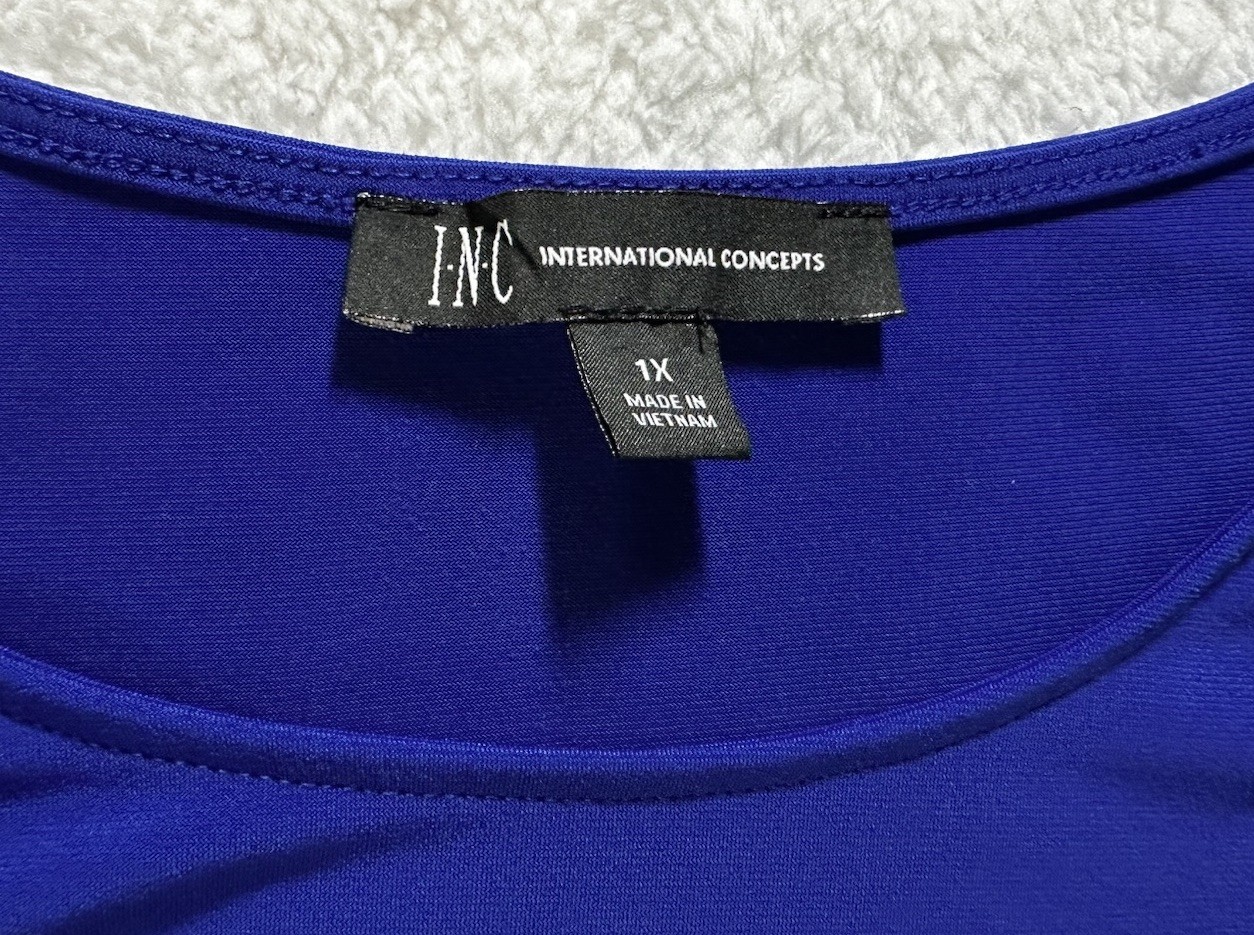 I·N·C INTERNATIONAL CONCEPTS
1X
MADE IN
VIETNAM